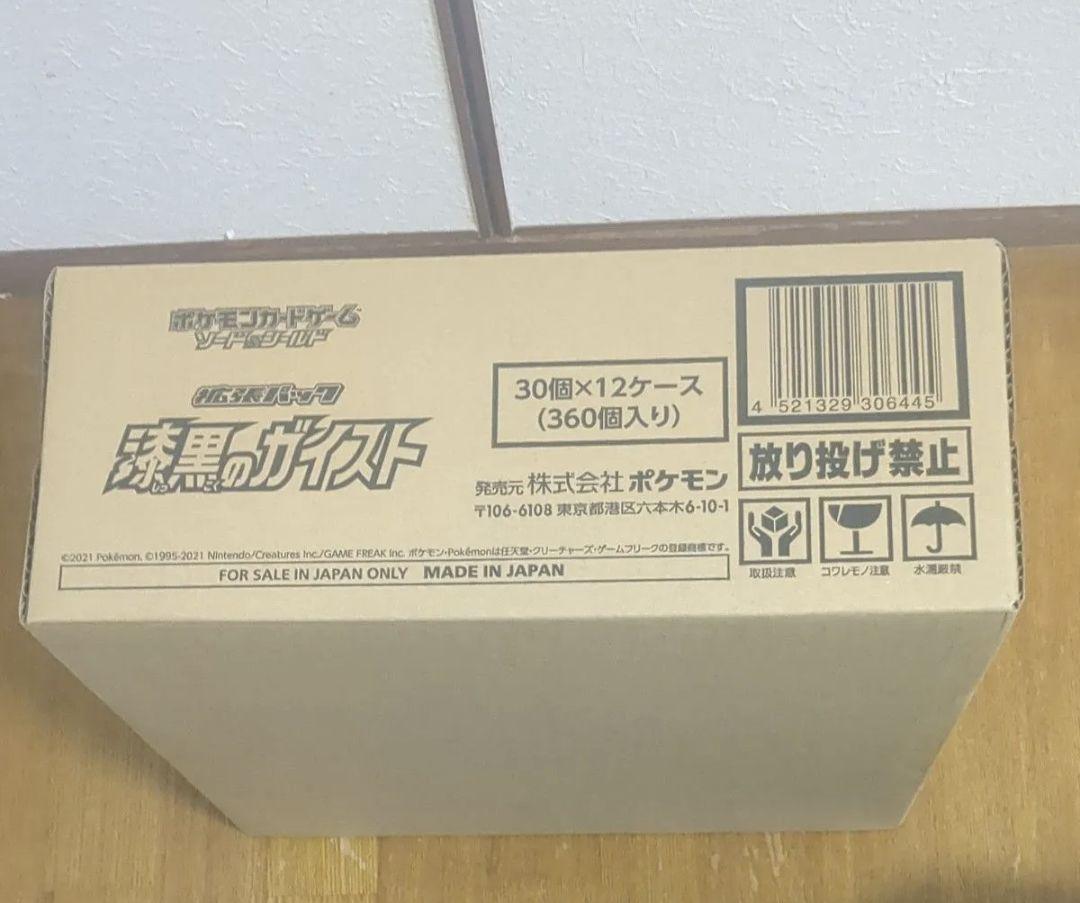 ポケモンカードゲーム
ソード&シールド
拡張パック
漆黒のガイスト
しっ こく
30個×12ケース
(360個入り)
発売元 株式会社 ポケモン
〒106-6108 東京都港区六本木6-10-1
©2021 Pokémon. ©1995-2021 Nintendo/Creatures Inc./GAME FREAK inc. ポケモン・Pokémonは任天堂・クリーチャーズ・ゲームフリークの登録商標です。
FOR SALE IN JAPAN ONLY MADE IN JAPAN
4 521329 306445
放り投げ禁止
取扱注意 コワレモノ注意 水濡厳禁